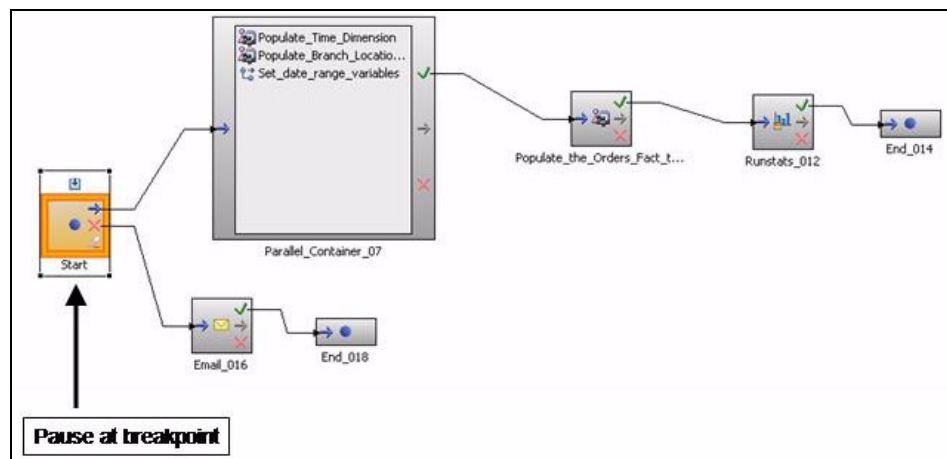 Populate_Time_Dimension
Populate_Branch_Locatio...
Set_date_range_variables
Parallel_Container_07
Populate_the_Orders_Fact_t...
Runstats_012
End_014
Start
Email_016
End_018
Pause at breakpoint